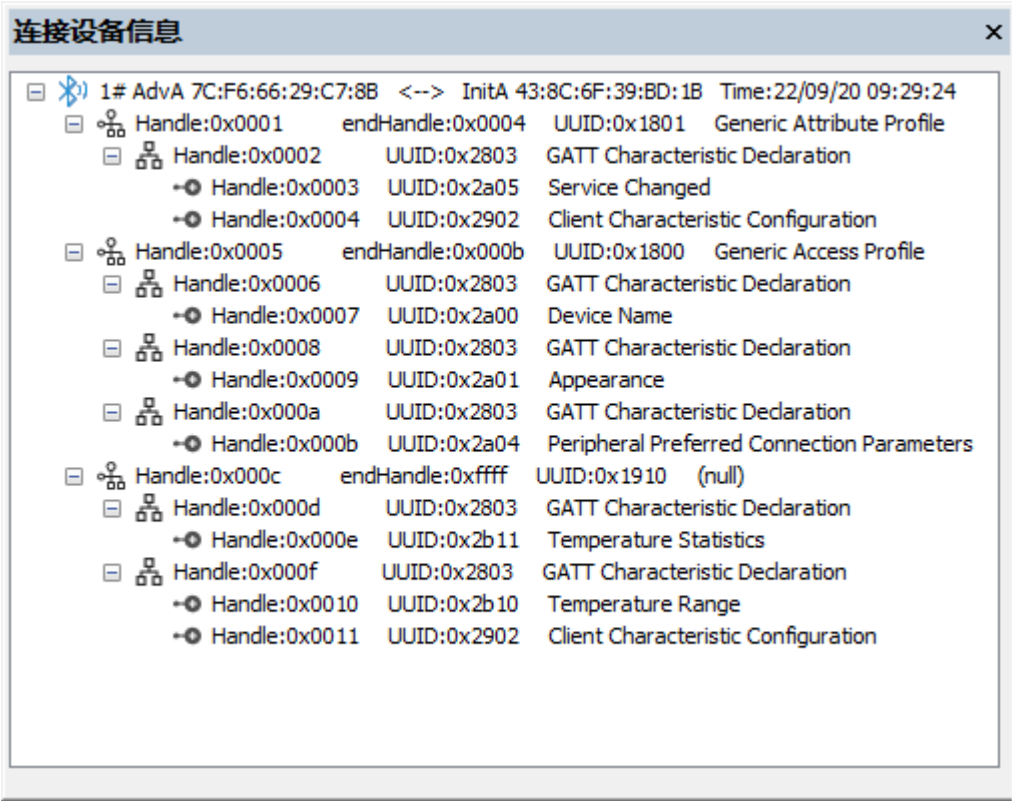 连接设备信息
1# AdvA 7C:F6:66:29:C7:8B <--> InitA 43:8C:6F:39:BD:1B Time:22/09/20 09:29:24
Handle:0x0001 endHandle:0x0004 UUID:0x1801 Generic Attribute Profile
Handle:0x0002 UUID:0x2803 GATT Characteristic Declaration
Handle:0x0003 UUID:0x2a05 Service Changed
Handle:0x0004 UUID:0x2902 Client Characteristic Configuration
Handle:0x0005 endHandle:0x000b UUID:0x1800 Generic Access Profile
Handle:0x0006 UUID:0x2803 GATT Characteristic Declaration
Handle:0x0007 UUID:0x2a00 Device Name
Handle:0x0008 UUID:0x2803 GATT Characteristic Declaration
Handle:0x0009 UUID:0x2a01 Appearance
Handle:0x000a UUID:0x2803 GATT Characteristic Declaration
Handle:0x000b UUID:0x2a04 Peripheral Preferred Connection Parameters
Handle:0x000c endHandle:0xffff UUID:0x1910 (null)
Handle:0x000d UUID:0x2803 GATT Characteristic Declaration
Handle:0x000e UUID:0x2b11 Temperature Statistics
Handle:0x000f UUID:0x2803 GATT Characteristic Declaration
Handle:0x0010 UUID:0x2b10 Temperature Range
Handle:0x0011 UUID:0x2902 Client Characteristic Configuration